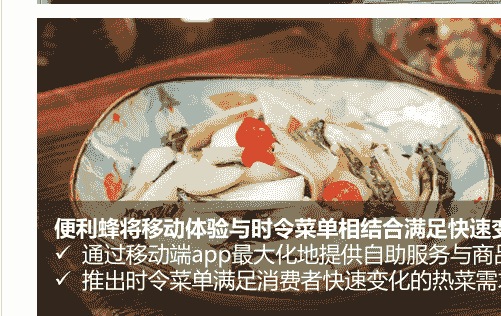 便利蜂将移动体验与时令菜单相结合满足快速变
✓ 通过移动端app最大化地提供自助服务与商品
✓ 推出时令菜单满足消费者快速变化的热菜需